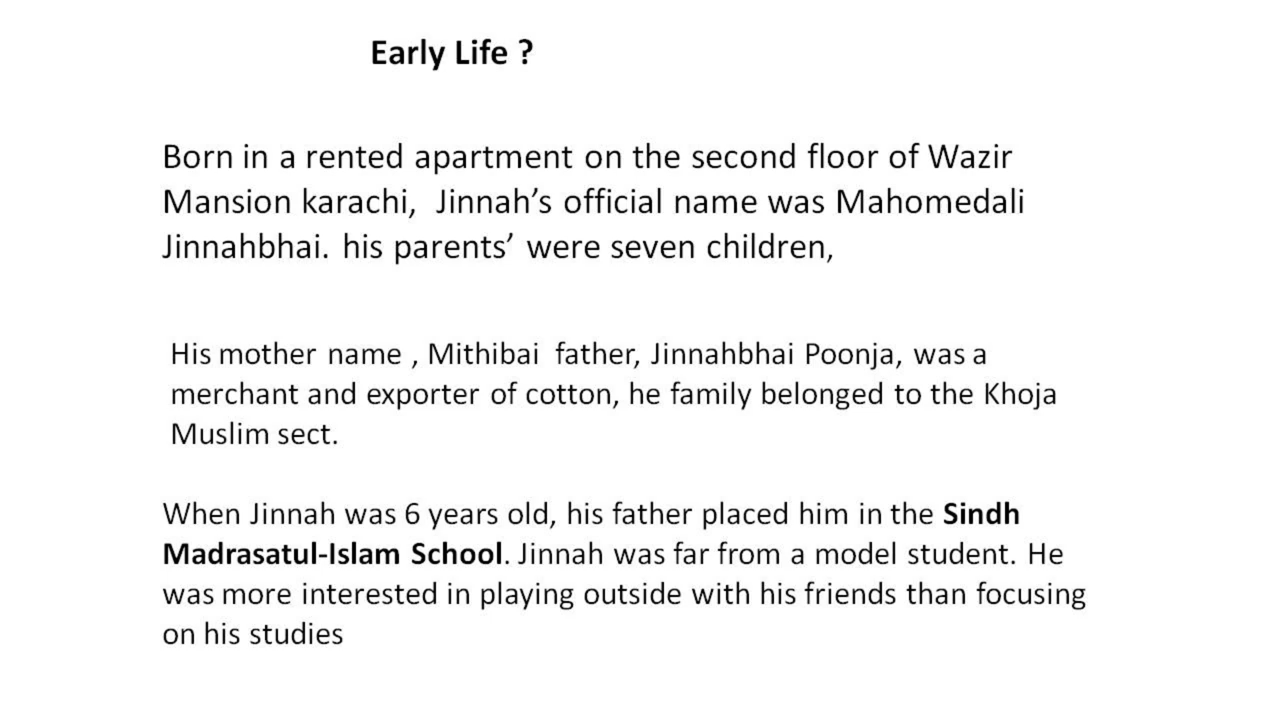 Early Life ?
Born in a rented apartment on the second floor of Wazir
Mansion karachi,  Jinnah’s official name was Mahomedali
Jinnahbhai. his parents’ were seven children,
His mother name , Mithibai  father, Jinnahbhai Poonja, was a
merchant and exporter of cotton, he family belonged to the Khoja
Muslim sect.
When Jinnah was 6 years old, his father placed him in the Sindh
Madrasatul-Islam School. Jinnah was far from a model student. He
was more interested in playing outside with his friends than focusing
on his studies